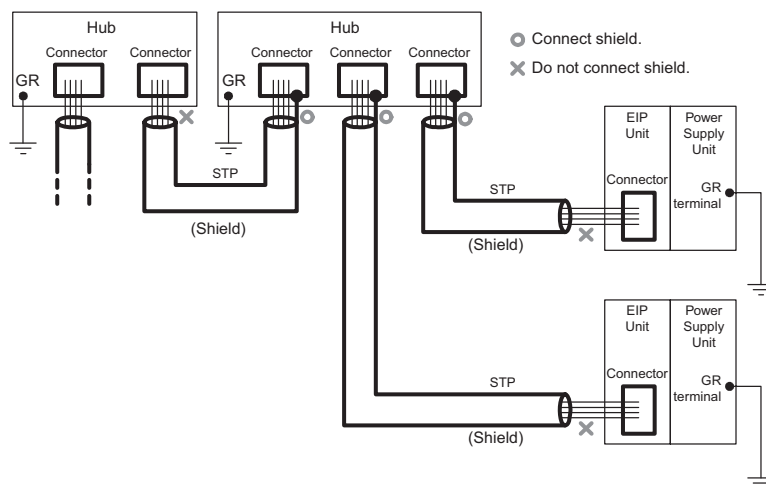 Hub
Connector
Connector
GR
Hub
Connector
Connector
Connector
GR
Connect shield.
Do not connect shield.
STP
(Shield)
STP
(Shield)
EIP
Unit
Connector
Power
Supply
Unit
GR
terminal
STP
(Shield)
EIP
Unit
Connector
Power
Supply
Unit
GR
terminal